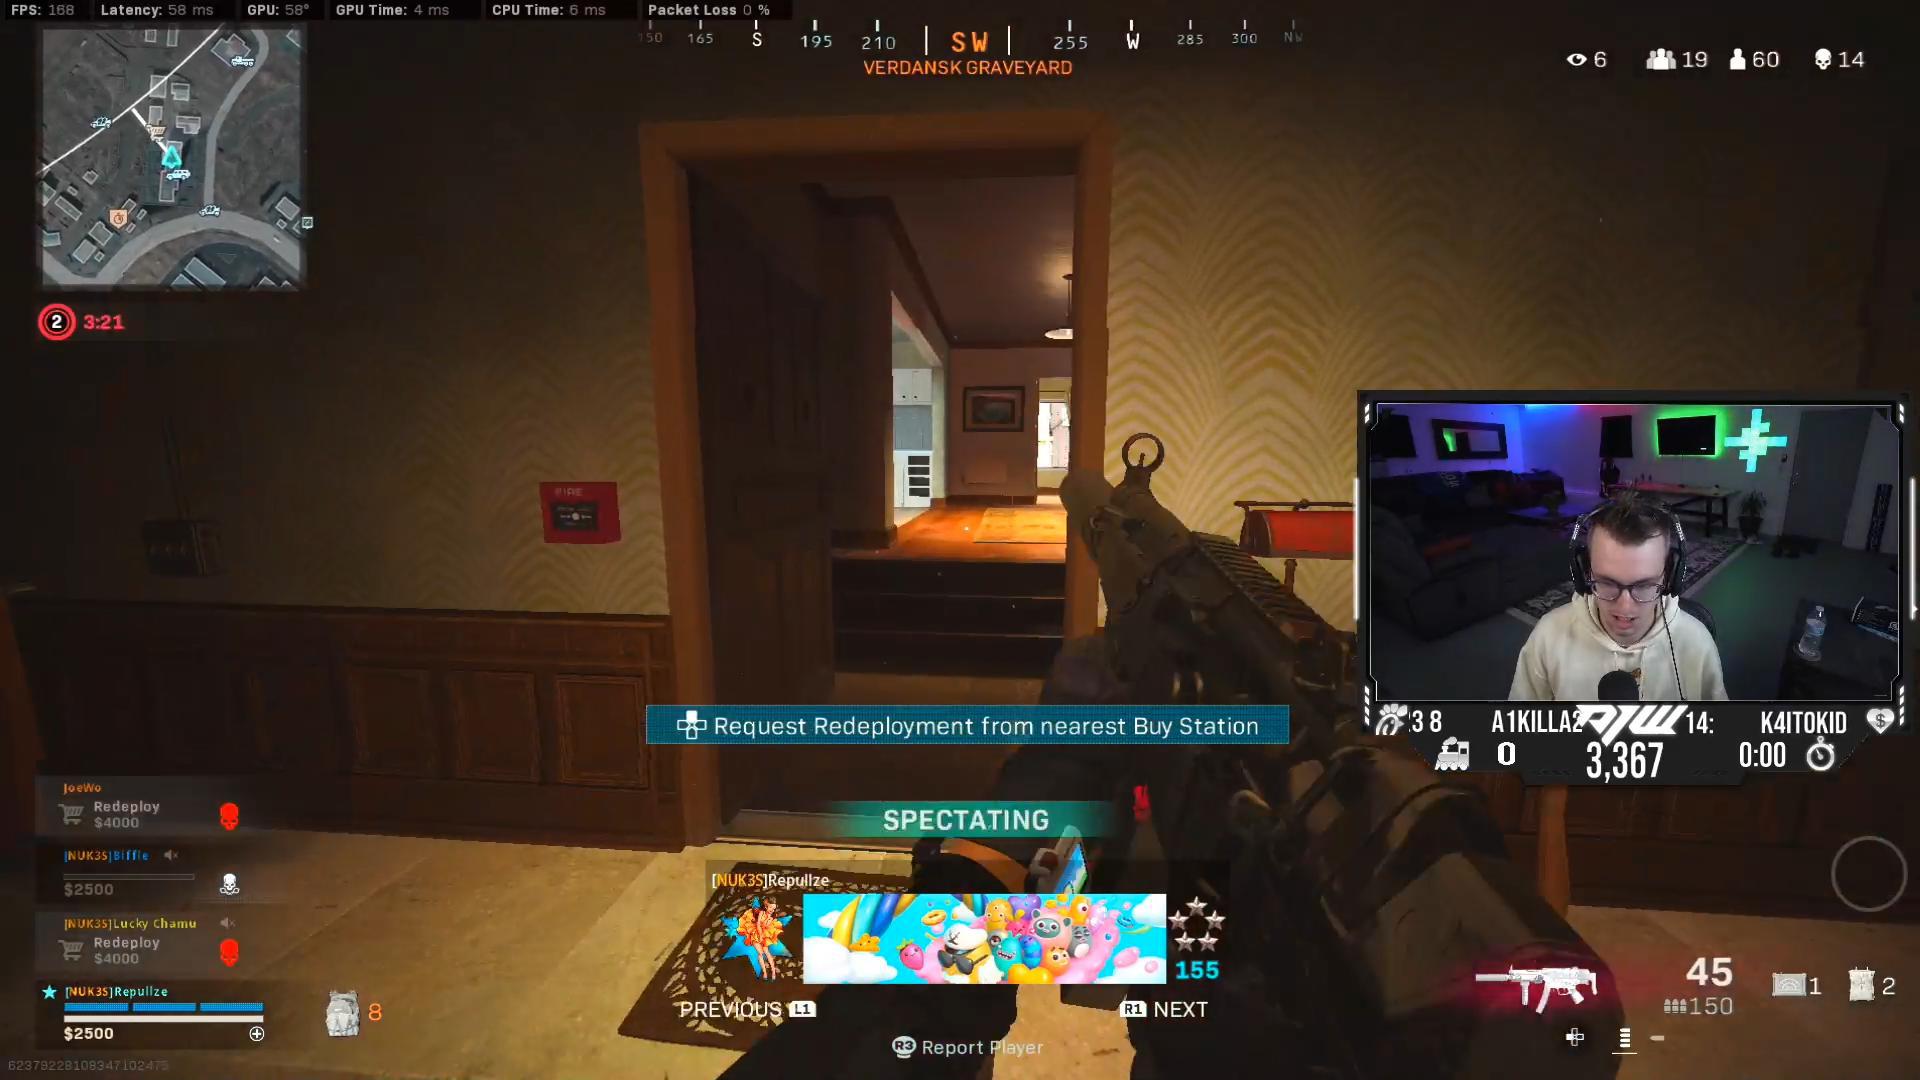 FPS: 168 Latency: 58 ms GPU: 58° GPU Time: 4 ms CPU Time: 6 ms Packet Loss 0 %
165 S 195 210 SW 255 W 285 300 NW
VERDANSK GRAVEYARD
6 19 60 14
2 3:21
FIRE
Request Redeployment from nearest Buy Station
A1KILLA2 14: K4ITOKID
0 3,367 0:00
SPECTATING
JoeWo
Redeploy
$4000
[NUK3S]Biffle
$2500
[NUK3S]Lucky Chamu
Redeploy
$4000
[NUK3S]Repullze
$2500
8
[NUK3S]Repullze
155
PREVIOUS L1
R1 NEXT
R3 Report Player
45
150
1 2